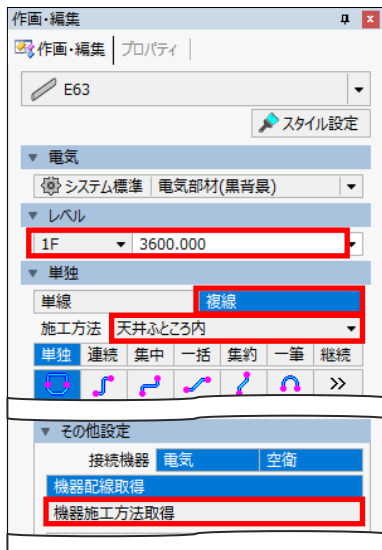 作画・編集
作画・編集 プロパティ
E63
スタイル設定
電気
システム標準 電気部材(黒背景)
レベル
1F 3600.000
単独
単線 複線
施工方法 天井ふところ内
単独 連続 集中 一括 集約 一筆 継続
その他設定
接続機器 電気 空衛
機器配線取得
機器施工方法取得